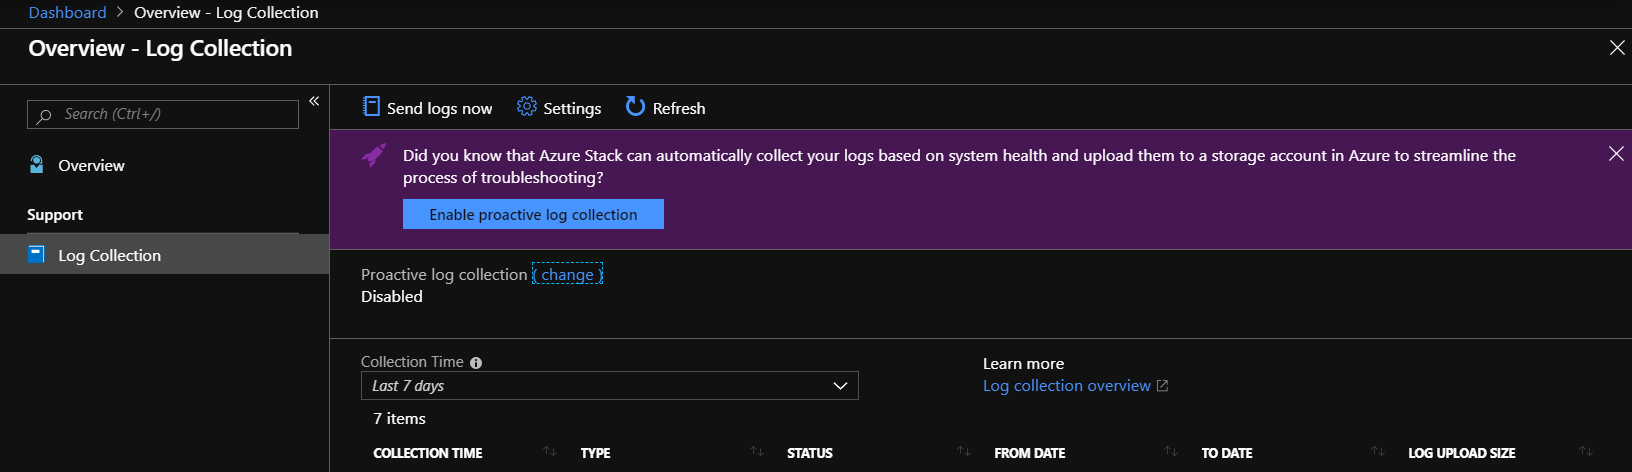 Dashboard > Overview - Log Collection
Overview - Log Collection
Search (Ctrl+/)
«
Overview
Support
Log Collection
Send logs now
Settings
Refresh
Did you know that Azure Stack can automatically collect your logs based on system health and upload them to a storage account in Azure to streamline the
process of troubleshooting?
Enable proactive log collection
Proactive log collection ( change )
Disabled
Collection Time
Last 7 days
Learn more
Log collection overview
7 items
COLLECTION TIME TYPE STATUS FROM DATE TO DATE LOG UPLOAD SIZE